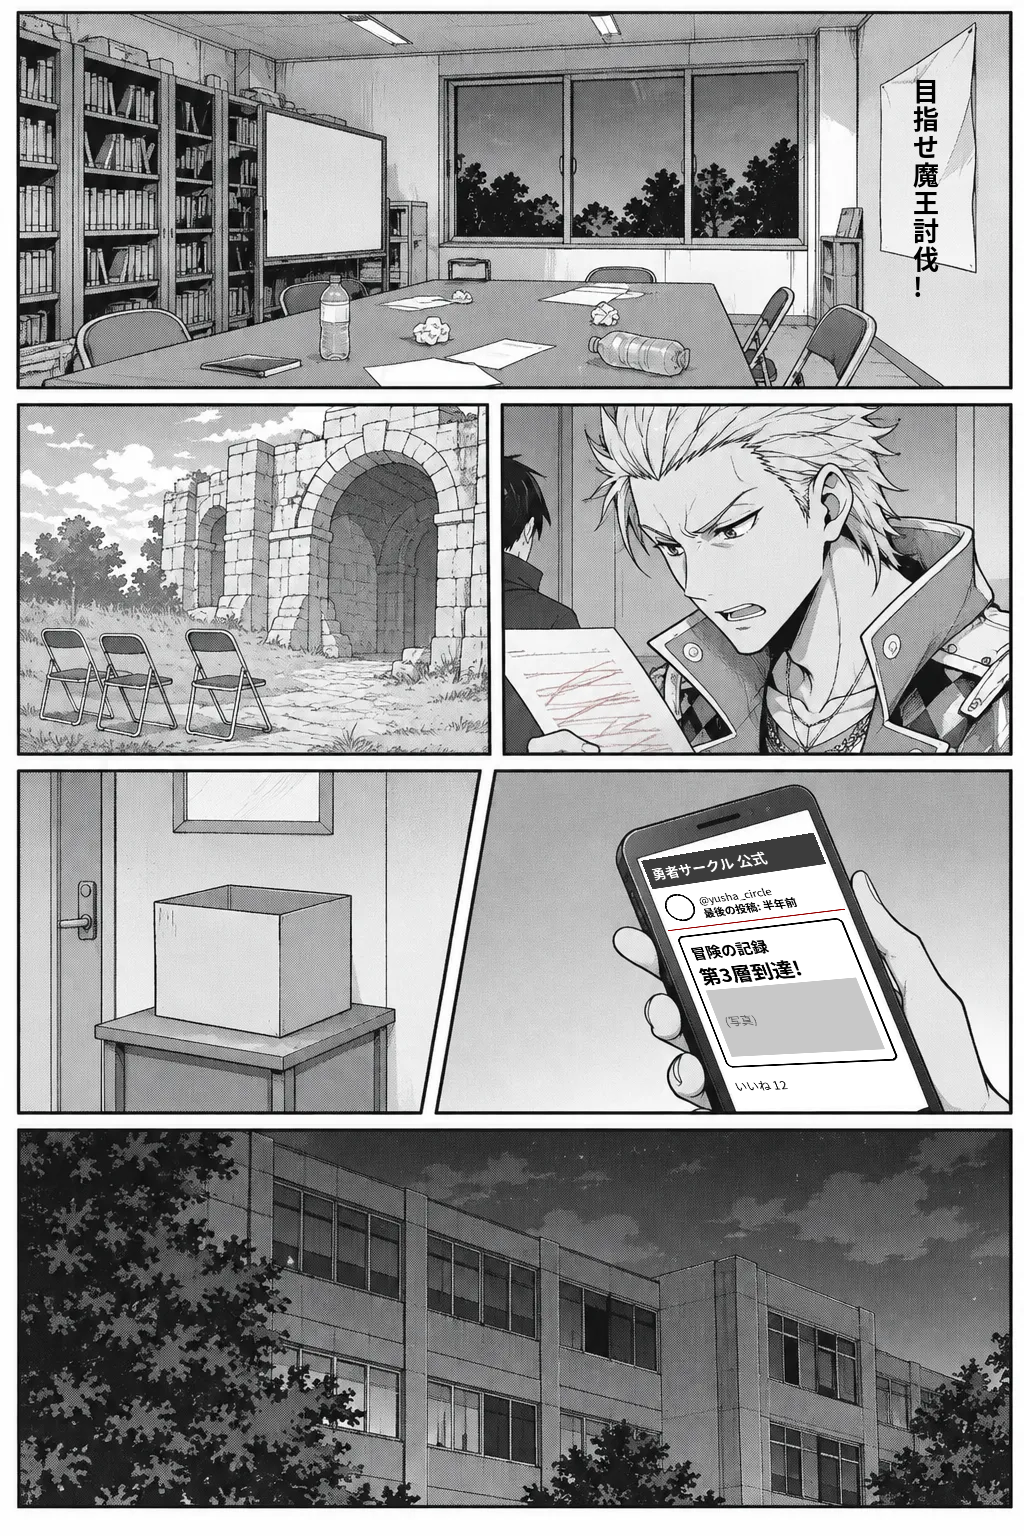 目指せ魔王討伐！
勇者サークル 公式
@yusha_circle
最後の投稿: 半年前
冒険の記録
第3層到達!
(写真)
いいね 12